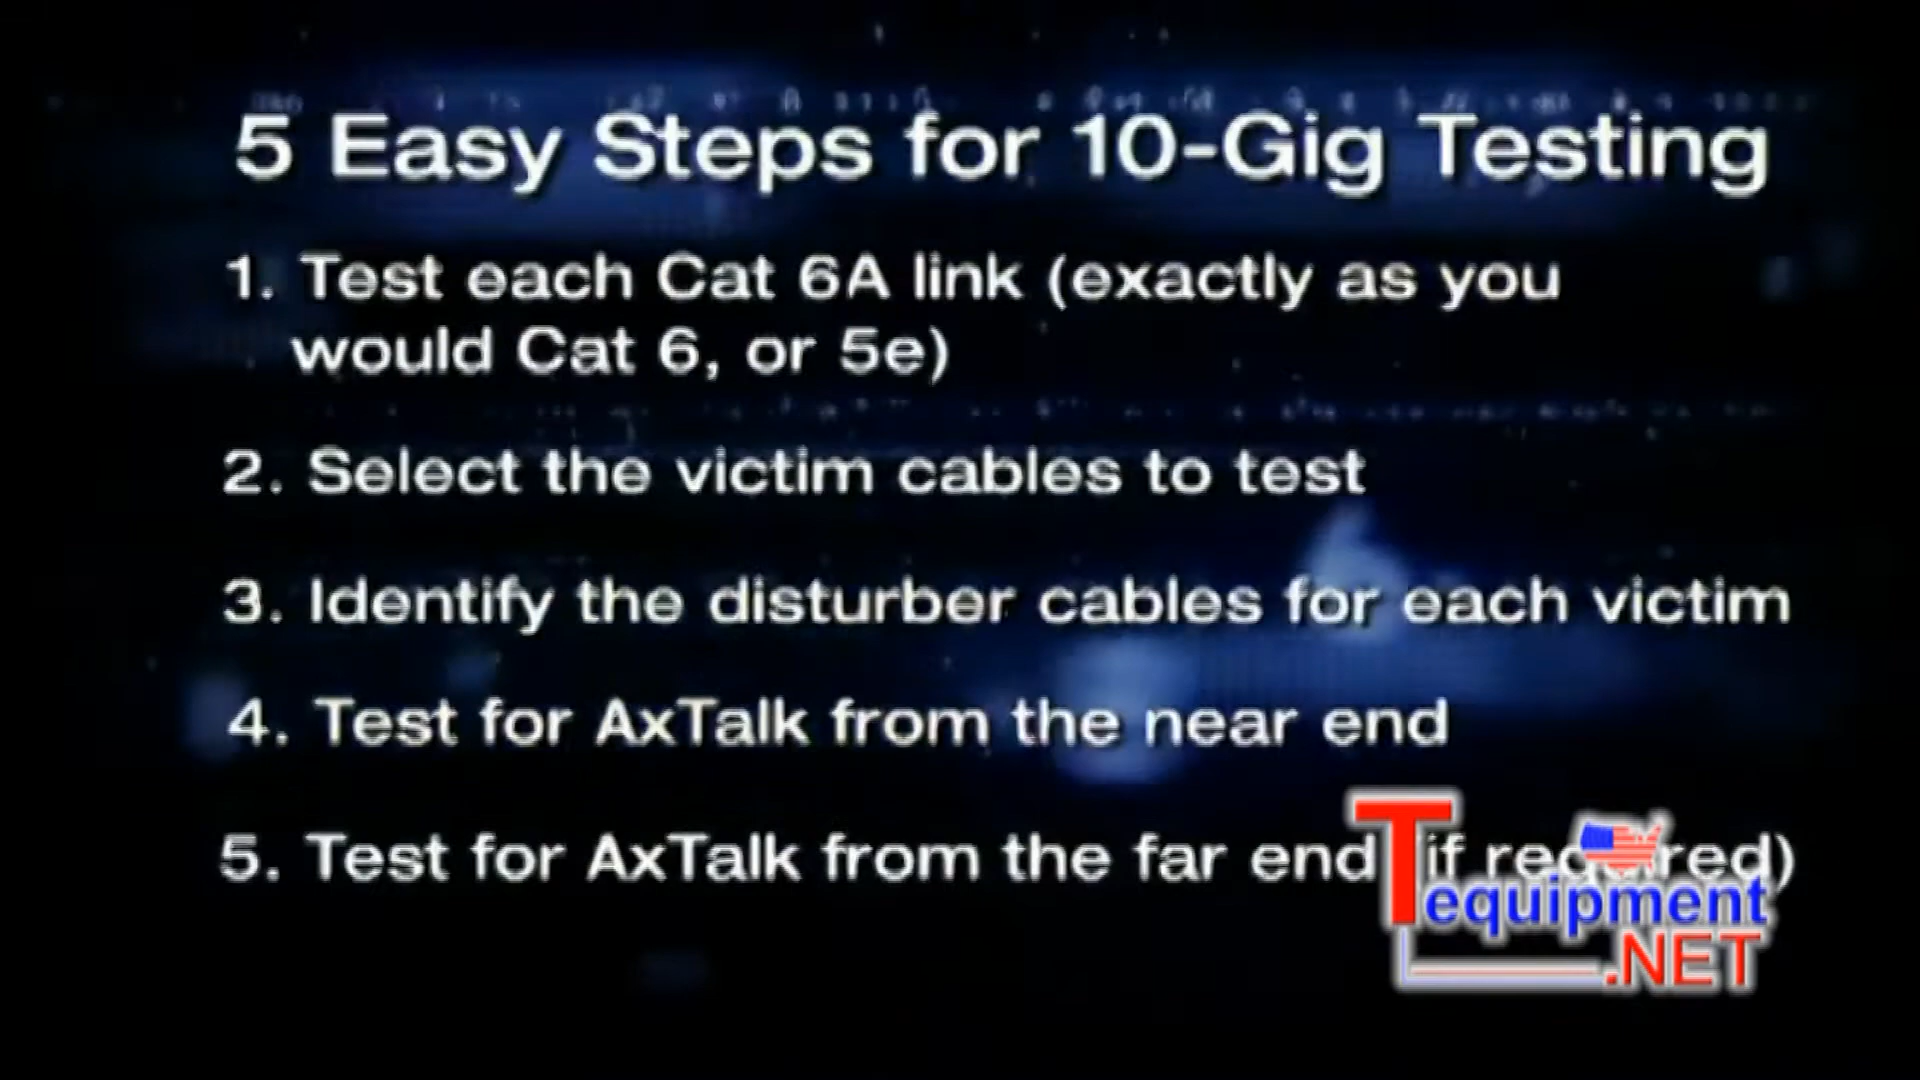 5 Easy Steps for 10-Gig Testing
1. Test each Cat 6A link (exactly as you
would Cat 6, or 5e)
2. Select the victim cables to test
3. Identify the disturber cables for each victim
4. Test for AxTalk from the near end
5. Test for AxTalk from the far end if required)
Tequipment
.NET